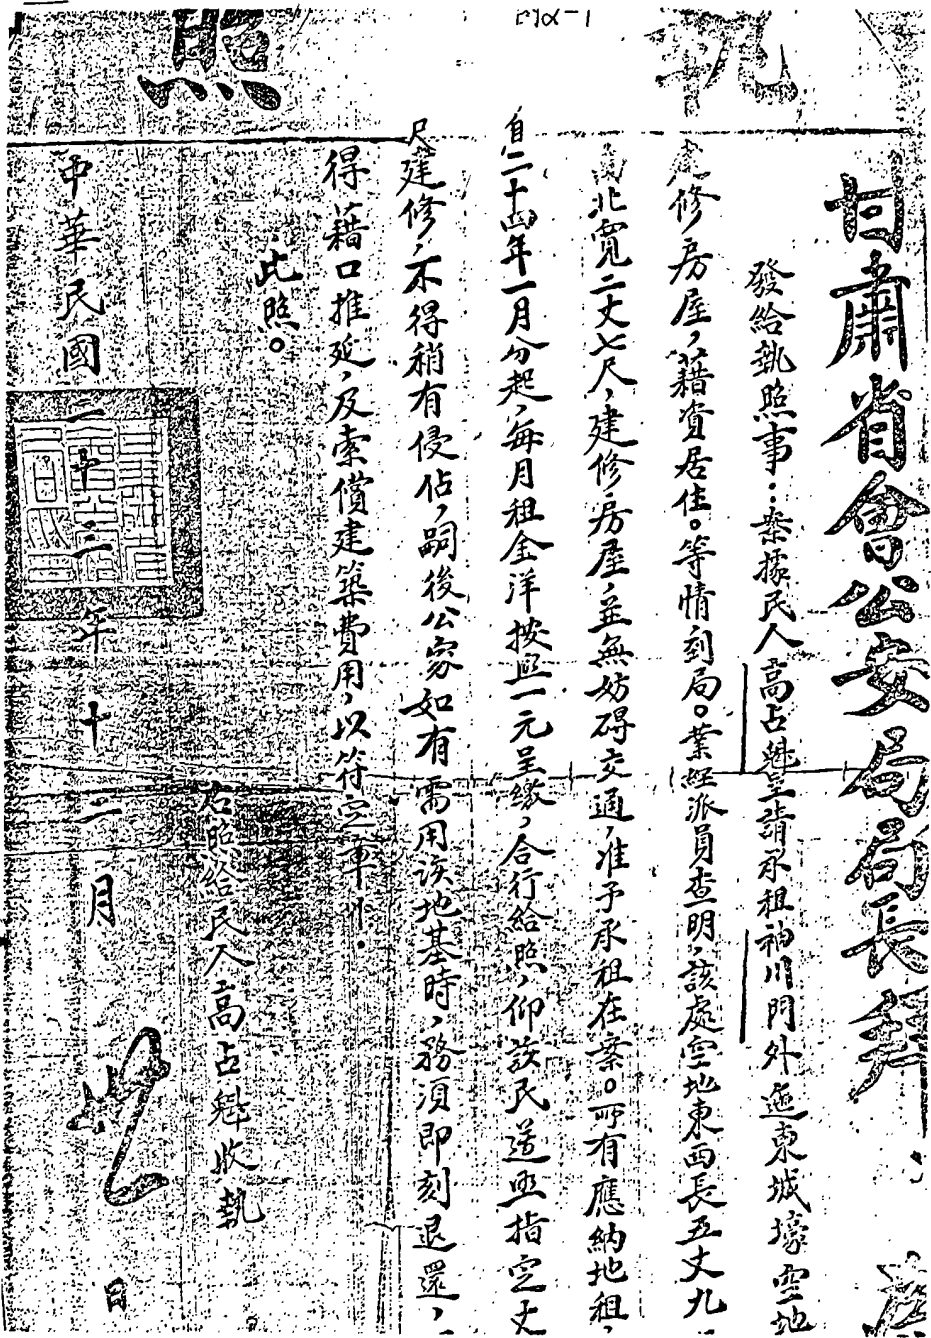 執照
甘肅省會公安局局長拜
發給執照事：案據民人高占魁呈請承租袖川門外迤東城壕空地
處修房屋，藉資居住。等情到局。業經派員查明，該處空地東西長五丈九
北寬二丈七尺，建修房屋，並無妨碍交通，准予承租在案。所有應納地租，
自二十四年一月分起，每月租金洋按照一元呈繳，合行給照，仰該民遵照指定丈
尺建修，不得稍有侵佔，嗣後公家如有需用該地基時，務須即刻退還，
得藉口推延，及索償建築費用，以符定章
此照。
右照給民人高占魁收執
中華民國二十三年十二月 日